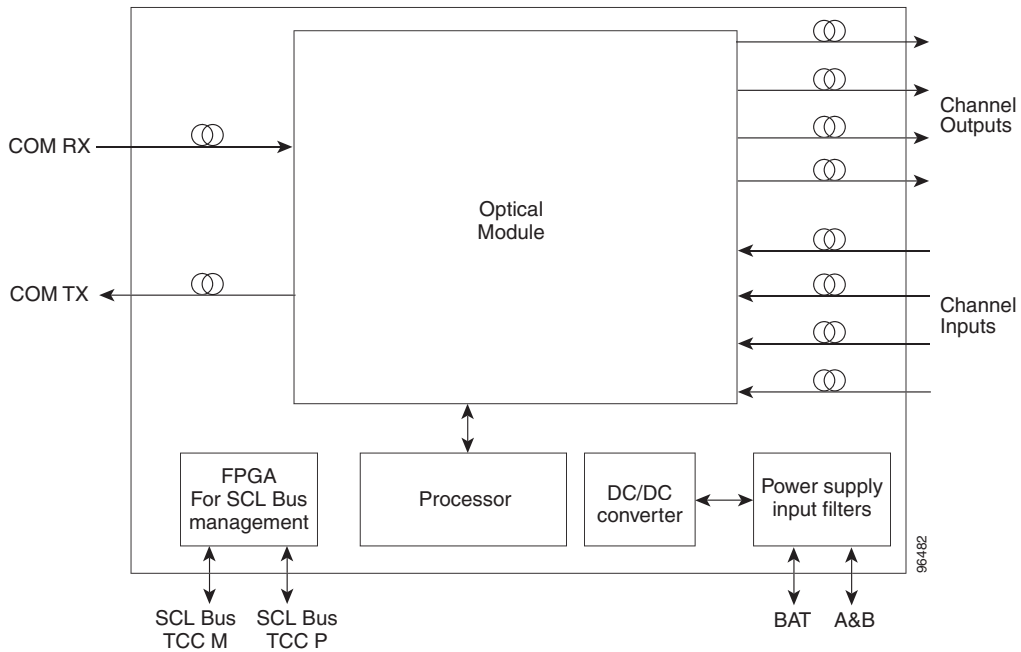 COM RX
COM TX
Optical
Module
Channel
Outputs
Channel
Inputs
FPGA
For SCL Bus
management
Processor
DC/DC
converter
Power supply
input filters
SCL Bus
TCC M
SCL Bus
TCC P
BAT
A&B
96482